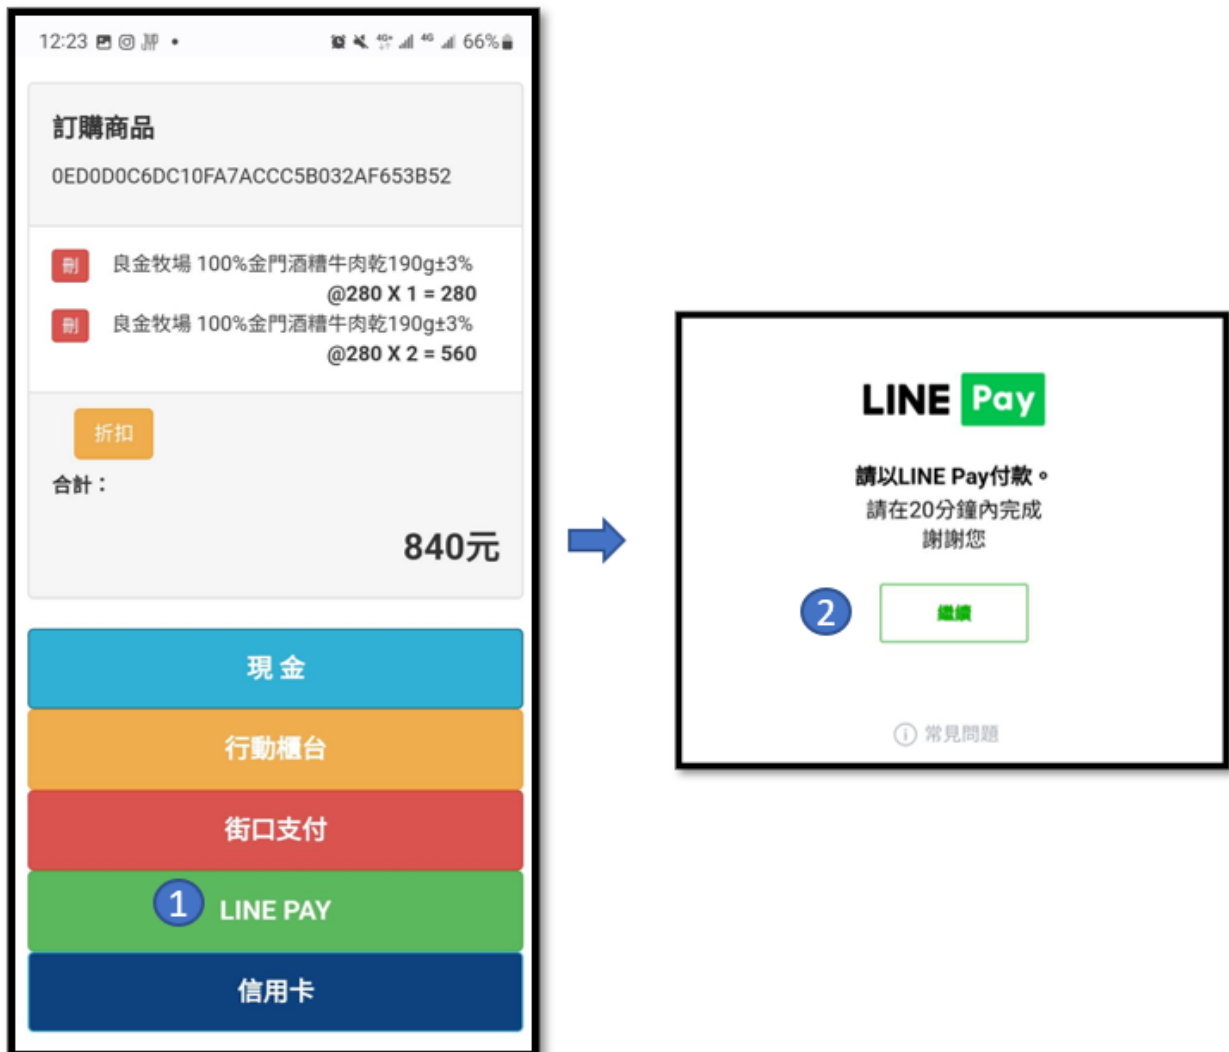 12:23
4G+ 4G 66%
訂購商品
0ED0D0C6DC10FA7ACCC5B032AF653B52
刪 良金牧場 100%金門酒糟牛肉乾190g±3%
@280 X 1 = 280
刪 良金牧場 100%金門酒糟牛肉乾190g±3%
@280 X 2 = 560
折扣
合計：
840元
現 金
行動櫃台
街口支付
1 LINE PAY
信用卡
LINE Pay
請以LINE Pay付款。
請在20分鐘內完成
謝謝您
2 繼續
常見問題